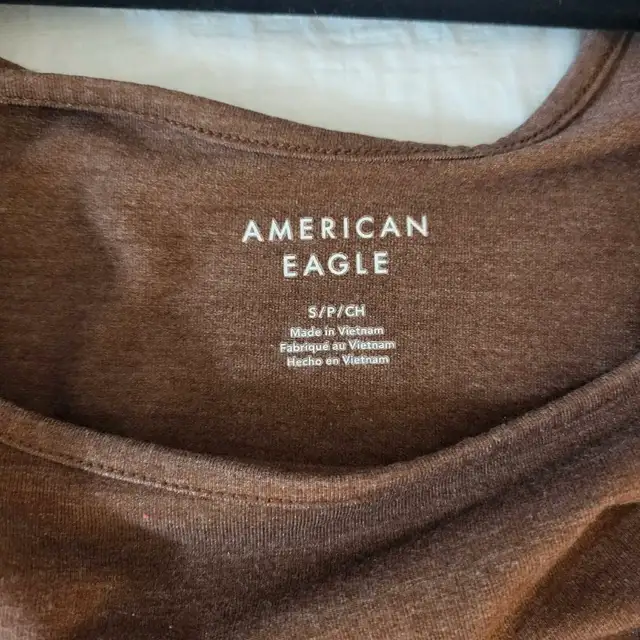 AMERICAN
EAGLE
S/P/CH
Made in Vietnam
Fabriqué au Vietnam
Hecho en Vietnam